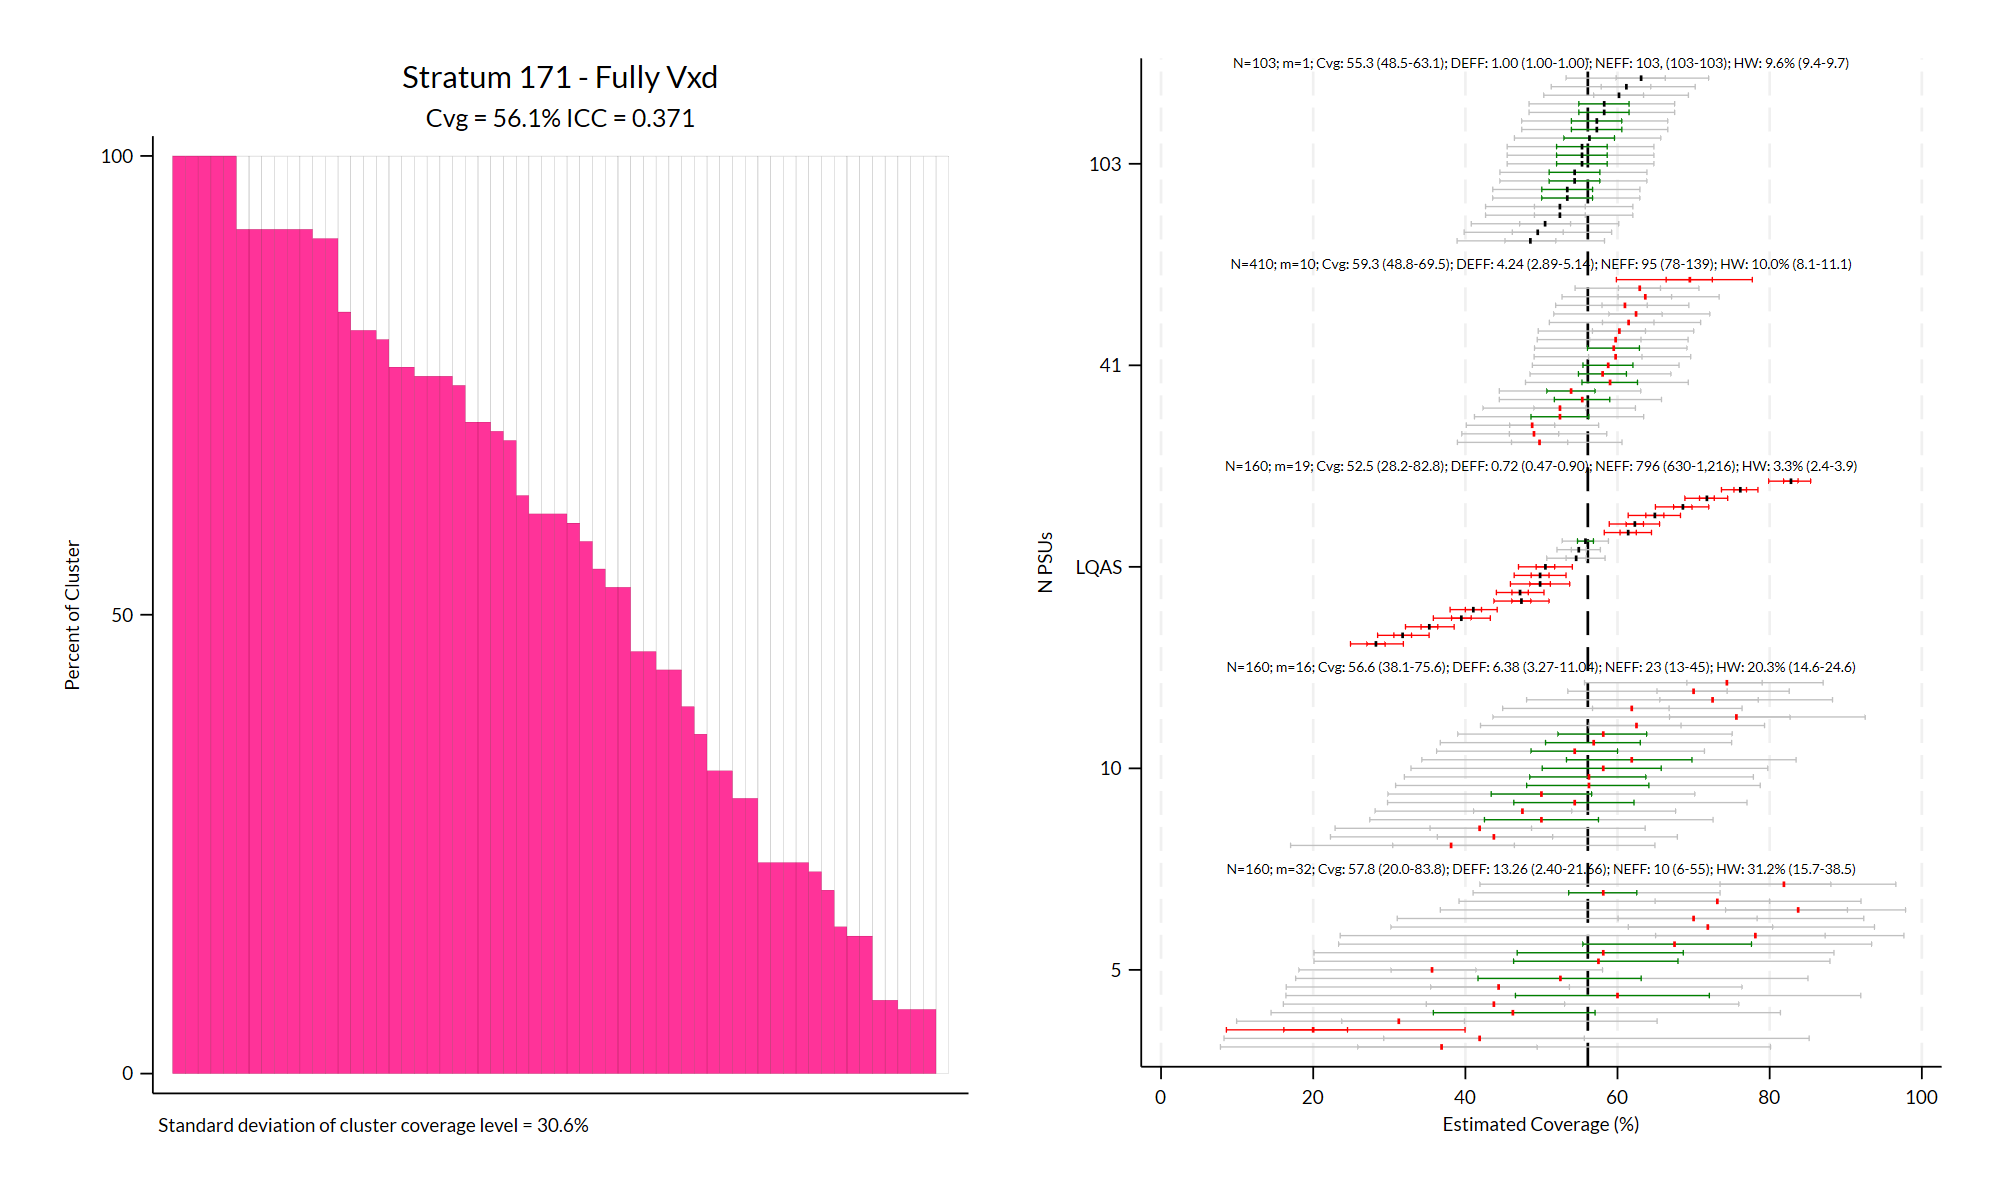 Stratum 171 - Fully Vxd
Cvg = 56.1% ICC = 0.371
100
50
0
Percent of Cluster
Standard deviation of cluster coverage level = 30.6%
N=103; m=1; Cvg: 55.3 (48.5-63.1); DEFF: 1.00 (1.00-1.00); NEFF: 103, (103-103); HW: 9.6% (9.4-9.7)
103
N=410; m=10; Cvg: 59.3 (48.8-69.5); DEFF: 4.24 (2.89-5.14); NEFF: 95 (78-139); HW: 10.0% (8.1-11.1)
41
N=160; m=19; Cvg: 52.5 (28.2-82.8); DEFF: 0.72 (0.47-0.90); NEFF: 796 (630-1,216); HW: 3.3% (2.4-3.9)
LQAS
N=160; m=16; Cvg: 56.6 (38.1-75.6); DEFF: 6.38 (3.27-11.04); NEFF: 23 (13-45); HW: 20.3% (14.6-24.6)
10
N=160; m=32; Cvg: 57.8 (20.0-83.8); DEFF: 13.26 (2.40-21.66); NEFF: 10 (6-55); HW: 31.2% (15.7-38.5)
5
N PSUs
0 20 40 60 80 100
Estimated Coverage (%)